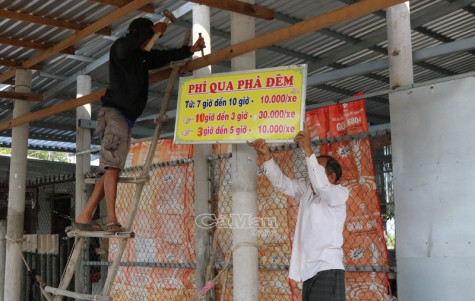 PHÍ QUA PHÀ ĐÊM
Từ: 7 giờ đến 10 giờ - 10.000/xe
10 giờ đến 3 giờ - 30.000/xe
3 giờ đến 5 giờ - 10.000/xe
CàMau